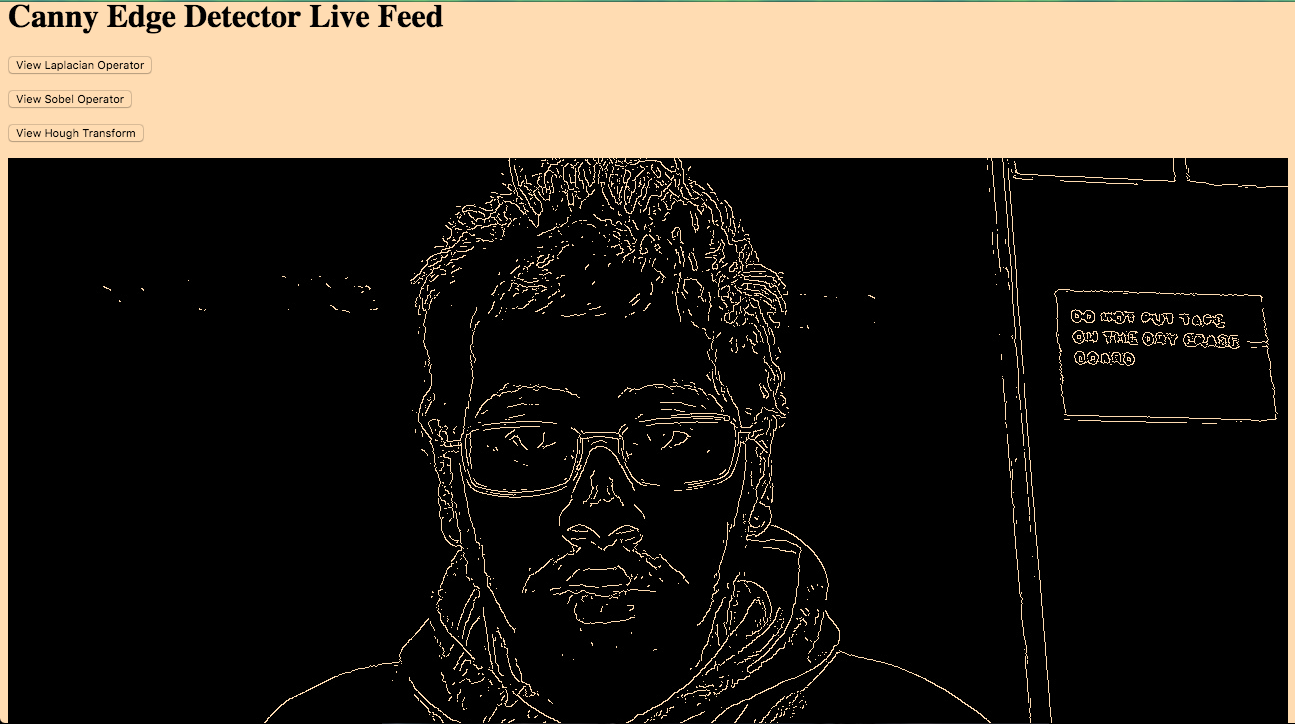 Canny Edge Detector Live Feed
View Laplacian Operator
View Sobel Operator
View Hough Transform
DO NOT PUT TAPE
ON THE DRY ERASE
BOARD